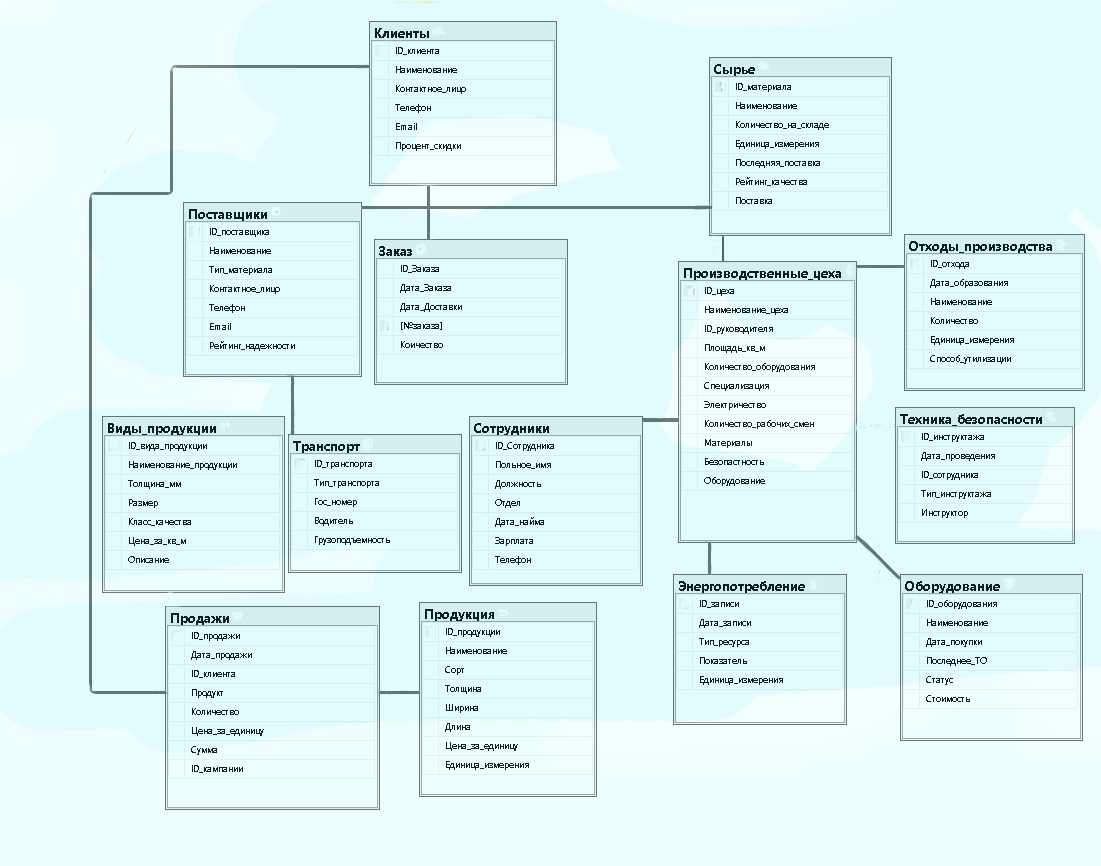 Клиенты
ID_клиента
Наименование
Контактное_лицо
Телефон
Email
Процент_скидки
Сырье
ID_материала
Наименование
Количество_на_складе
Единица_измерения
Последняя_поставка
Рейтинг_качества
Поставка
Поставщики
ID_поставщика
Наименование
Тип_материала
Контактное_лицо
Телефон
Email
Рейтинг_надежности
Заказ
ID_Заказа
Дата_Заказа
Дата_Доставки
[№заказа]
Коичество
Производственные_цеха
ID_цеха
Наименование_цеха
ID_руководителя
Площадь_кв_м
Количество_оборудования
Специализация
Электричество
Количество_рабочих_смен
Материалы
Безопастность
Оборудование
Отходы_производства
ID_отхода
Дата_образования
Наименование
Количество
Единица_измерения
Способ_утилизации
Виды_продукции
ID_вида_продукции
Наименование_продукции
Толщина_мм
Размер
Класс_качества
Цена_за_кв_м
Описание
Транспорт
ID_транспорта
Тип_транспорта
Гос_номер
Водитель
Грузоподъемность
Сотрудники
ID_Сотрудника
Польное_имя
Должность
Отдел
Дата_найма
Зарплата
Телефон
Техника_безопасности
ID_инструктажа
Дата_проведения
ID_сотрудника
Тип_инструктажа
Инструктор
Продажи
ID_продажи
Дата_продажи
ID_клиента
Продукт
Количество
Цена_за_единицу
Сумма
ID_кампании
Продукция
ID_продукции
Наименование
Сорт
Толщина
Ширина
Длина
Цена_за_единицу
Единица_измерения
Энергопотребление
ID_записи
Дата_записи
Тип_ресурса
Показатель
Единица_измерения
Оборудование
ID_оборудования
Наименование
Дата_покупки
Последнее_ТО
Статус
Стоимость